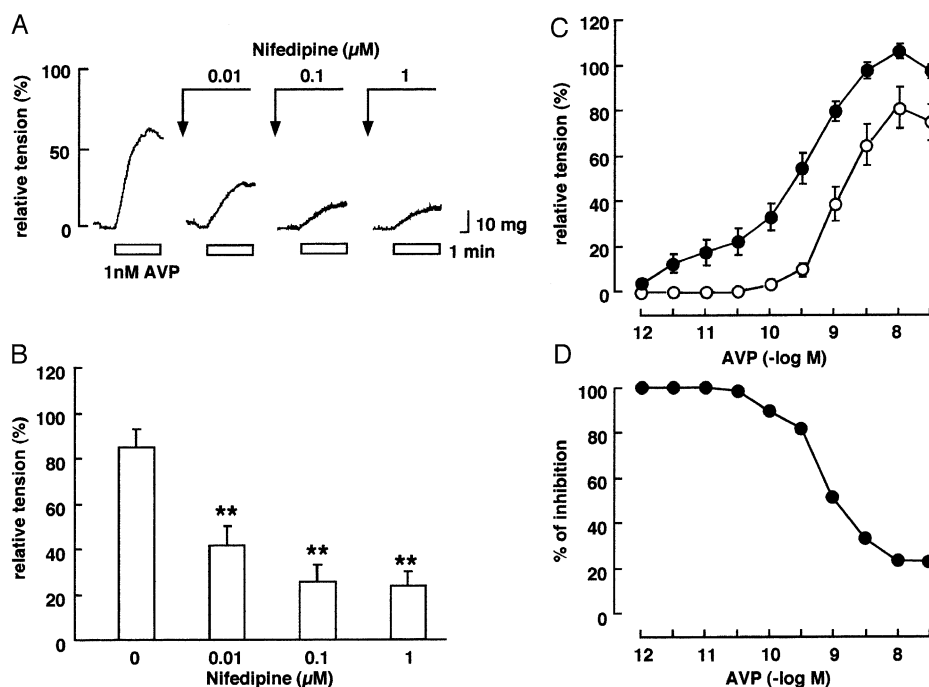 A
Nifedipine (µM)
0.01 0.1 1
100
50
0
relative tension (%)
10 mg
1 min
1nM AVP
B
120
100
80
60
40
20
0
relative tension (%)
** ** **
0 0.01 0.1 1
Nifedipine (µM)
C
100
80
60
40
20
0
relative tension (%)
12 11 10 9 8
AVP (-log M)
D
100
80
60
40
20
0
% of inhibition
12 11 10 9 8
AVP (-log M)